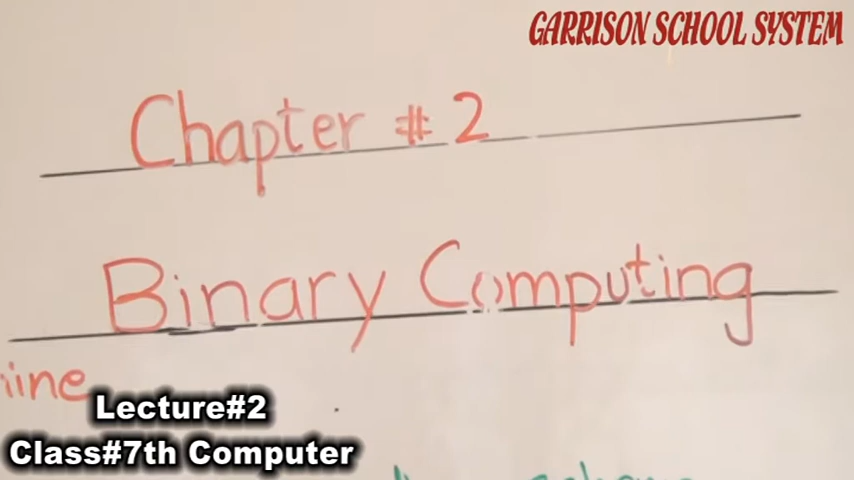 GARRISON SCHOOL SYSTEM
Chapter # 2
Binary Computing
Lecture#2
Class#7th Computer